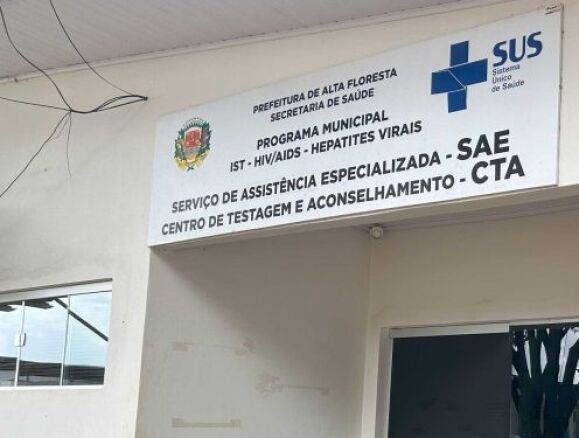 PREFEITURA DE ALTA FLORESTA
SECRETARIA DE SAÚDE
PROGRAMA MUNICIPAL
IST - HIV/AIDS - HEPATITES VIRAIS
SERVIÇO DE ASSISTÊNCIA ESPECIALIZADA - SAE
CENTRO DE TESTAGEM E ACONSELHAMENTO - CTA
SUS
Sistema
Único
de Saúde